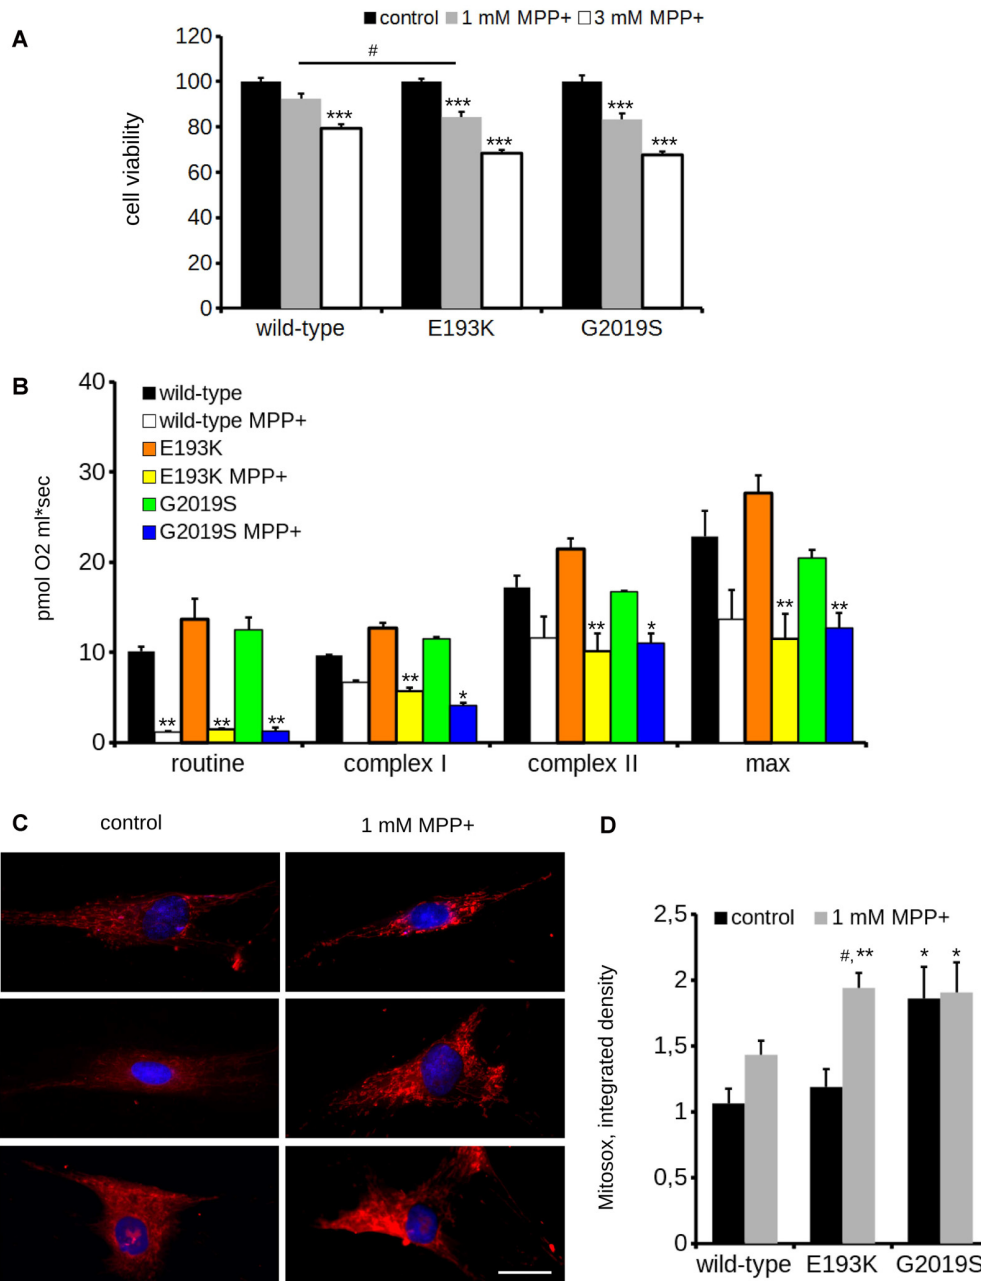 control 1 mM MPP+ 3 mM MPP+
A
120
100
80
60
40
20
0
cell viability
#
***
***
***
***
***
wild-type E193K G2019S
B
40
30
20
10
0
pmol O2 ml*sec
wild-type
wild-type MPP+
E193K
E193K MPP+
G2019S
G2019S MPP+
** ** **
** *
** *
** **
routine complex I complex II max
C
control 1 mM MPP+
D
control 1 mM MPP+
2,5
2
1,5
1
0,5
0
Mitosox, integrated density
#,** * *
wild-type E193K G2019S